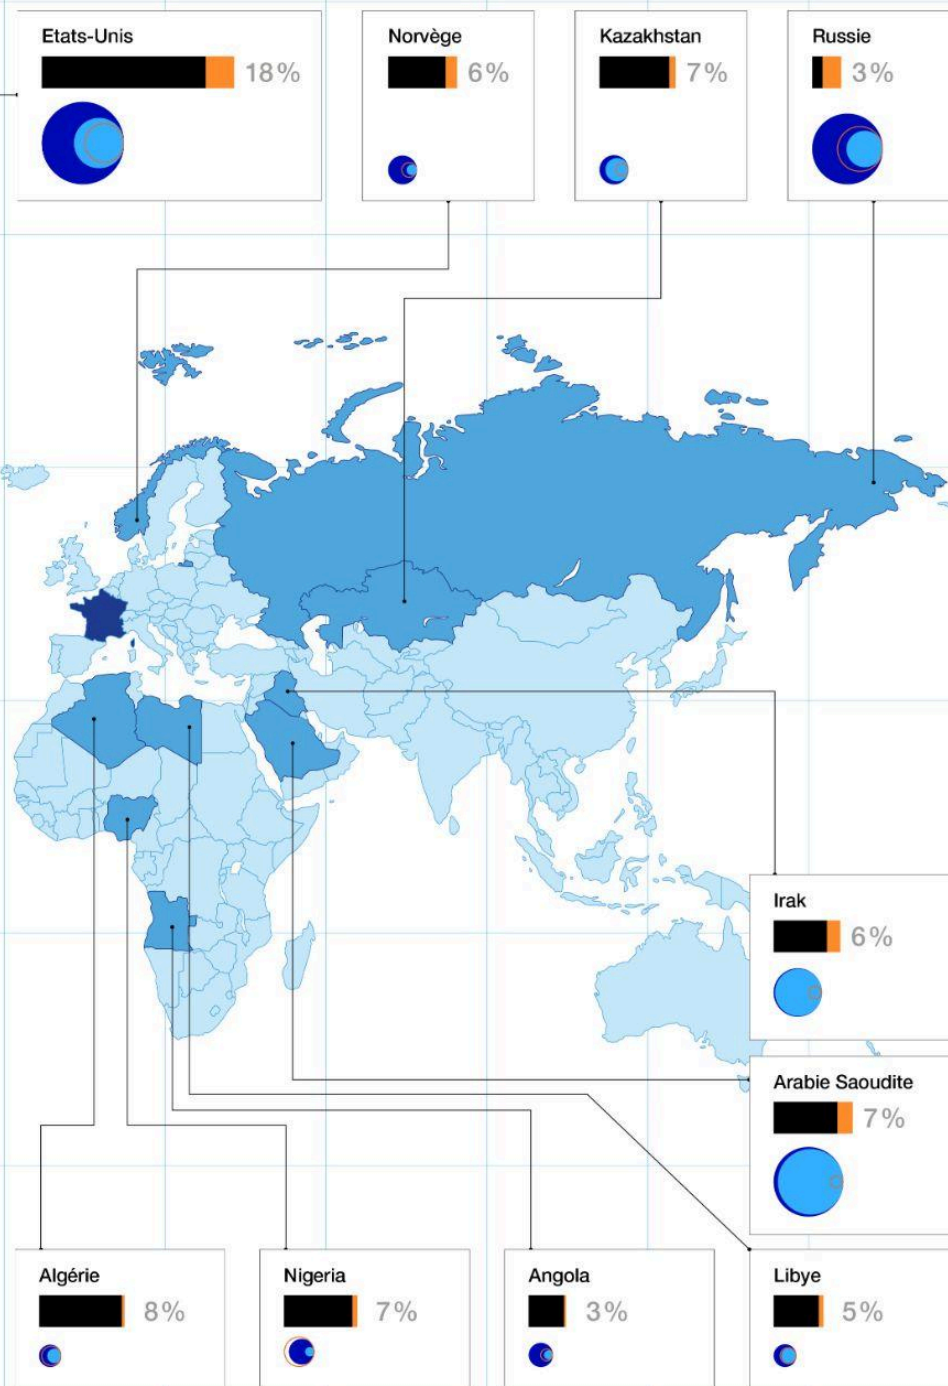 Etats-Unis
18%
Norvège
6%
Kazakhstan
7%
Russie
3%
Irak
6%
Arabie Saoudite
7%
Algérie
8%
Nigeria
7%
Angola
3%
Libye
5%